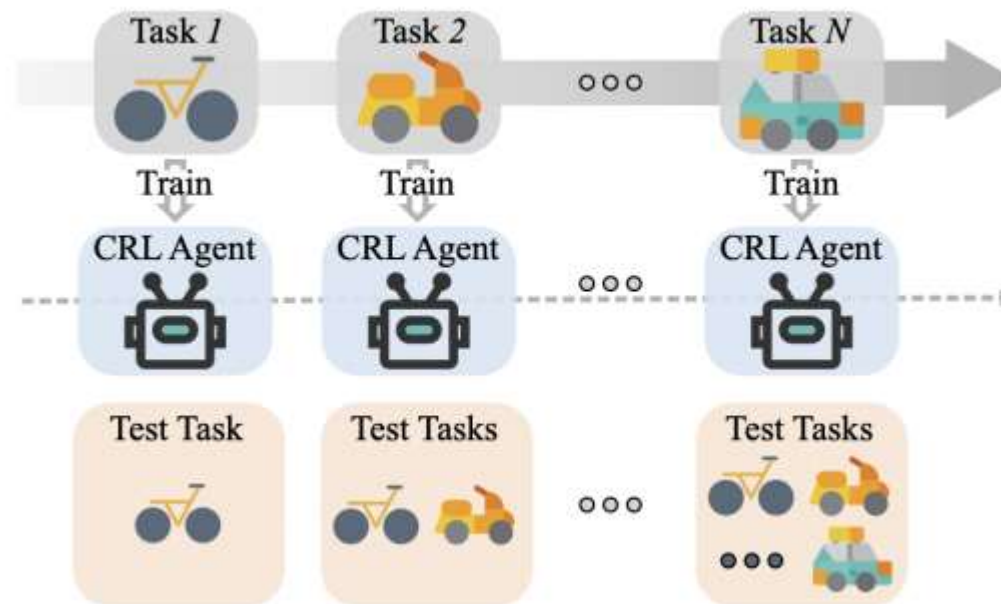 Task 1
Task 2
Task N
Train
Train
Train
CRL Agent
CRL Agent
CRL Agent
Test Task
Test Tasks
Test Tasks